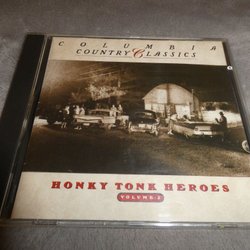 COLUMBIA
COUNTRY CLASSICS
HONKY TONK HEROES
VOLUME 2